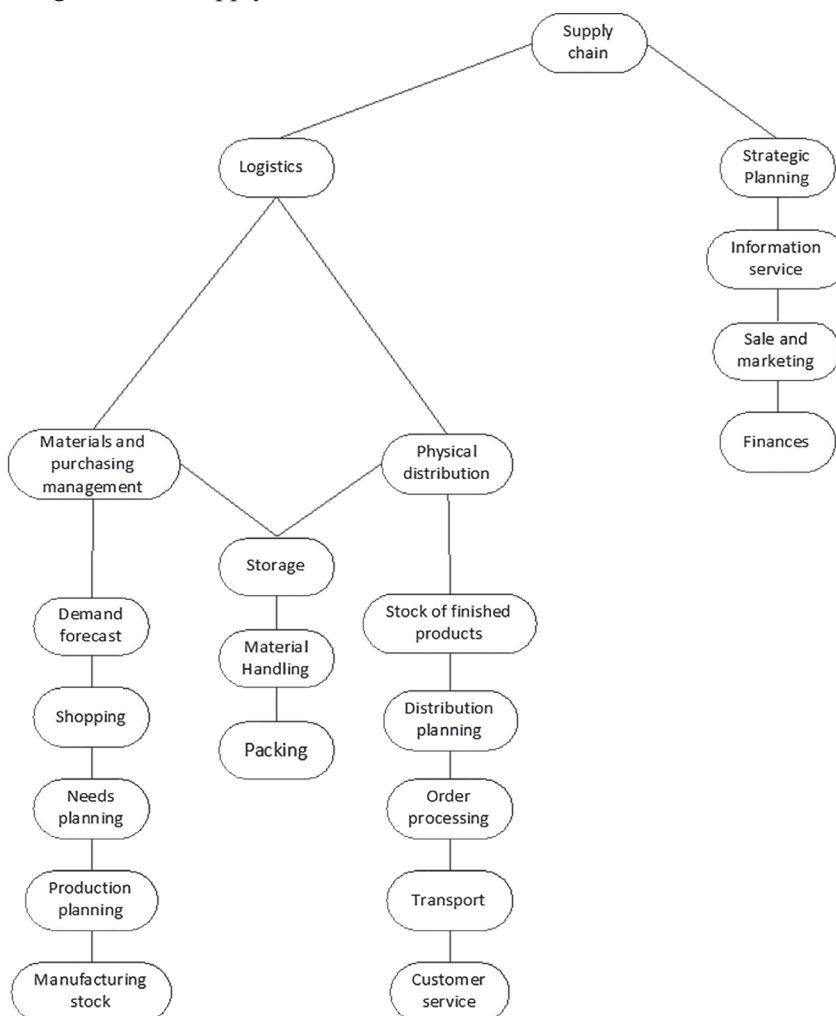 Supply
chain
Logistics
Strategic
Planning
Information
service
Sale and
marketing
Finances
Materials and
purchasing
management
Physical
distribution
Storage
Material
Handling
Packing
Demand
forecast
Shopping
Needs
planning
Production
planning
Manufacturing
stock
Stock of finished
products
Distribution
planning
Order
processing
Transport
Customer
service